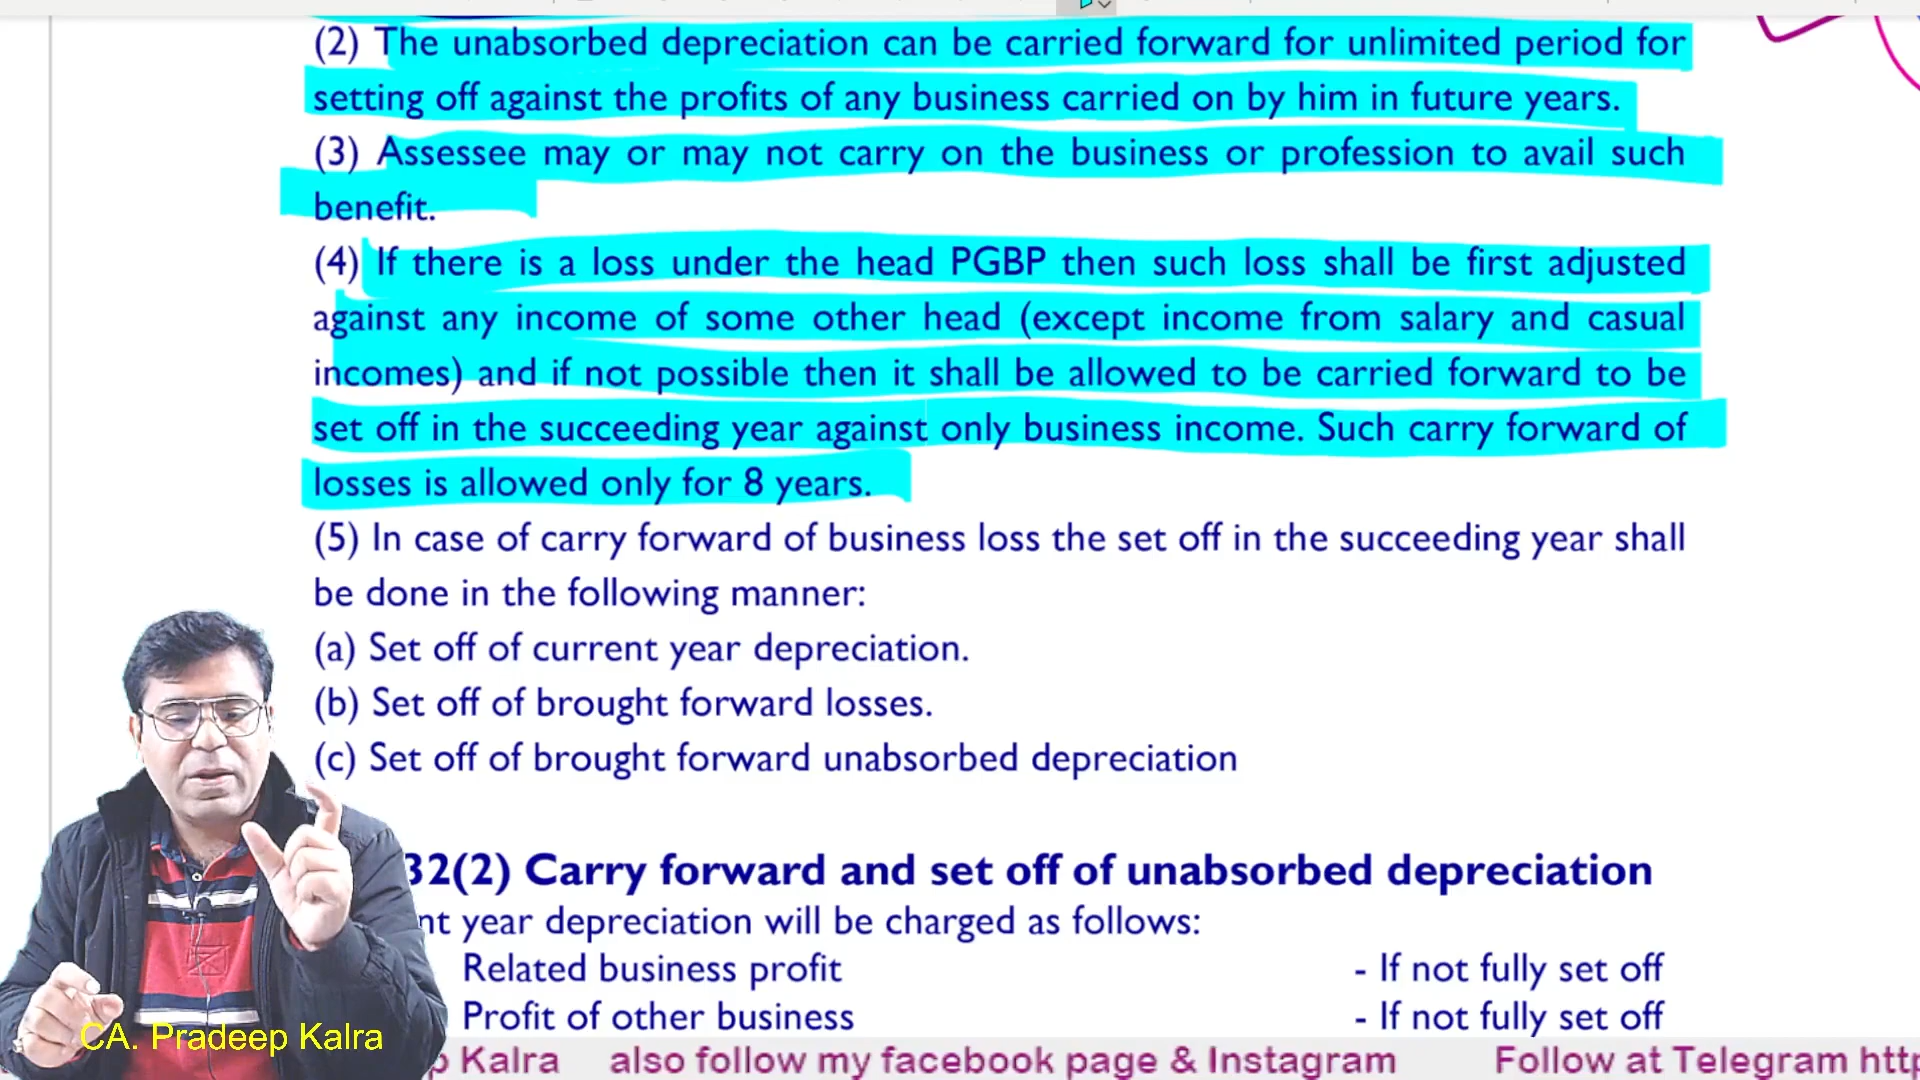 (2) The unabsorbed depreciation can be carried forward for unlimited period for
setting off against the profits of any business carried on by him in future years.
(3) Assessee may or may not carry on the business or profession to avail such
benefit.
(4) If there is a loss under the head PGBP then such loss shall be first adjusted
against any income of some other head (except income from salary and casual
incomes) and if not possible then it shall be allowed to be carried forward to be
set off in the succeeding year against only business income. Such carry forward of
losses is allowed only for 8 years.
(5) In case of carry forward of business loss the set off in the succeeding year shall
be done in the following manner:
(a) Set off of current year depreciation.
(b) Set off of brought forward losses.
(c) Set off of brought forward unabsorbed depreciation
32(2) Carry forward and set off of unabsorbed depreciation
year depreciation will be charged as follows:
Related business profit - If not fully set off
Profit of other business - If not fully set off
CA. Pradeep Kalra
Kalra also follow my facebook page & Instagram Follow at Telegram